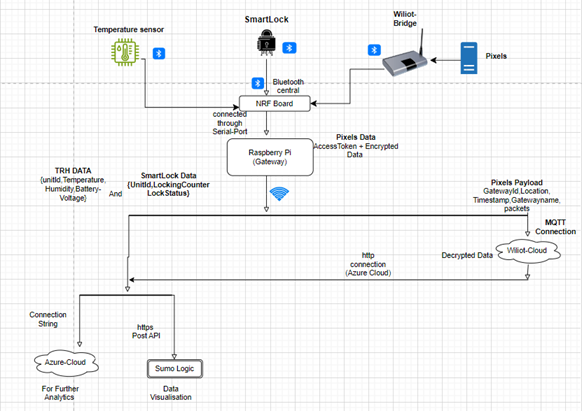 Temperature sensor
SmartLock
Wiliot-
Bridge
Pixels
Bluetooth
central
NRF Board
connected
through
Serial-Port
Pixels Data
AccessToken + Encrypted
Data
Raspberry Pi
(Gateway)
TRH DATA
{unitId,Temperature,
Humidity,Battery-
Voltage}
And
SmartLock Data
{UnitId,LockingCounter
LockStatus}
Pixels Payload
GatewayId,Location,
Timestamp,Gatewayname,
packets
MQTT
Connection
Wiliot-Cloud
Decrypted Data
http
connection
(Azure Cloud)
Connection
String
https
Post API
Azure-Cloud
Sumo Logic
For Further
Analytics
Data
Visualisation